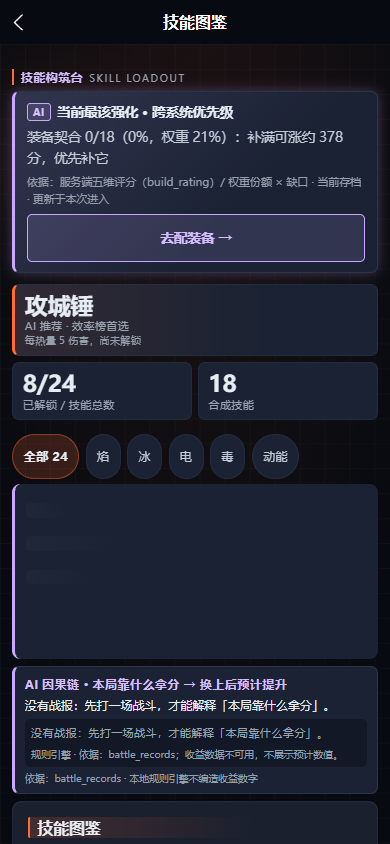 技能图鉴
技能构筑台 SKILL LOADOUT
AI 当前最该强化 • 跨系统优先级
装备契合 0/18（0%，权重 21%）：补满可涨约 378
分，优先补它
依据：服务端五维评分（build_rating）/ 权重份额 × 缺口 · 当前存档
· 更新于本次进入
去配装备 →
攻城锤
AI 推荐 · 效率榜首选
每热量 5 伤害，尚未解锁
8/24
已解锁 / 技能总数
18
合成技能
全部 24
焰
冰
电
毒
动能
AI 因果链 • 本局靠什么拿分 → 换上后预计提升
没有战报：先打一场战斗，才能解释「本局靠什么拿分」。
没有战报：先打一场战斗，才能解释「本局靠什么拿分」。
规则引擎 · 依据：battle_records；收益数据不可用，不展示预计数值。
依据：battle_records · 本地规则引擎不编造收益数字
技能图鉴